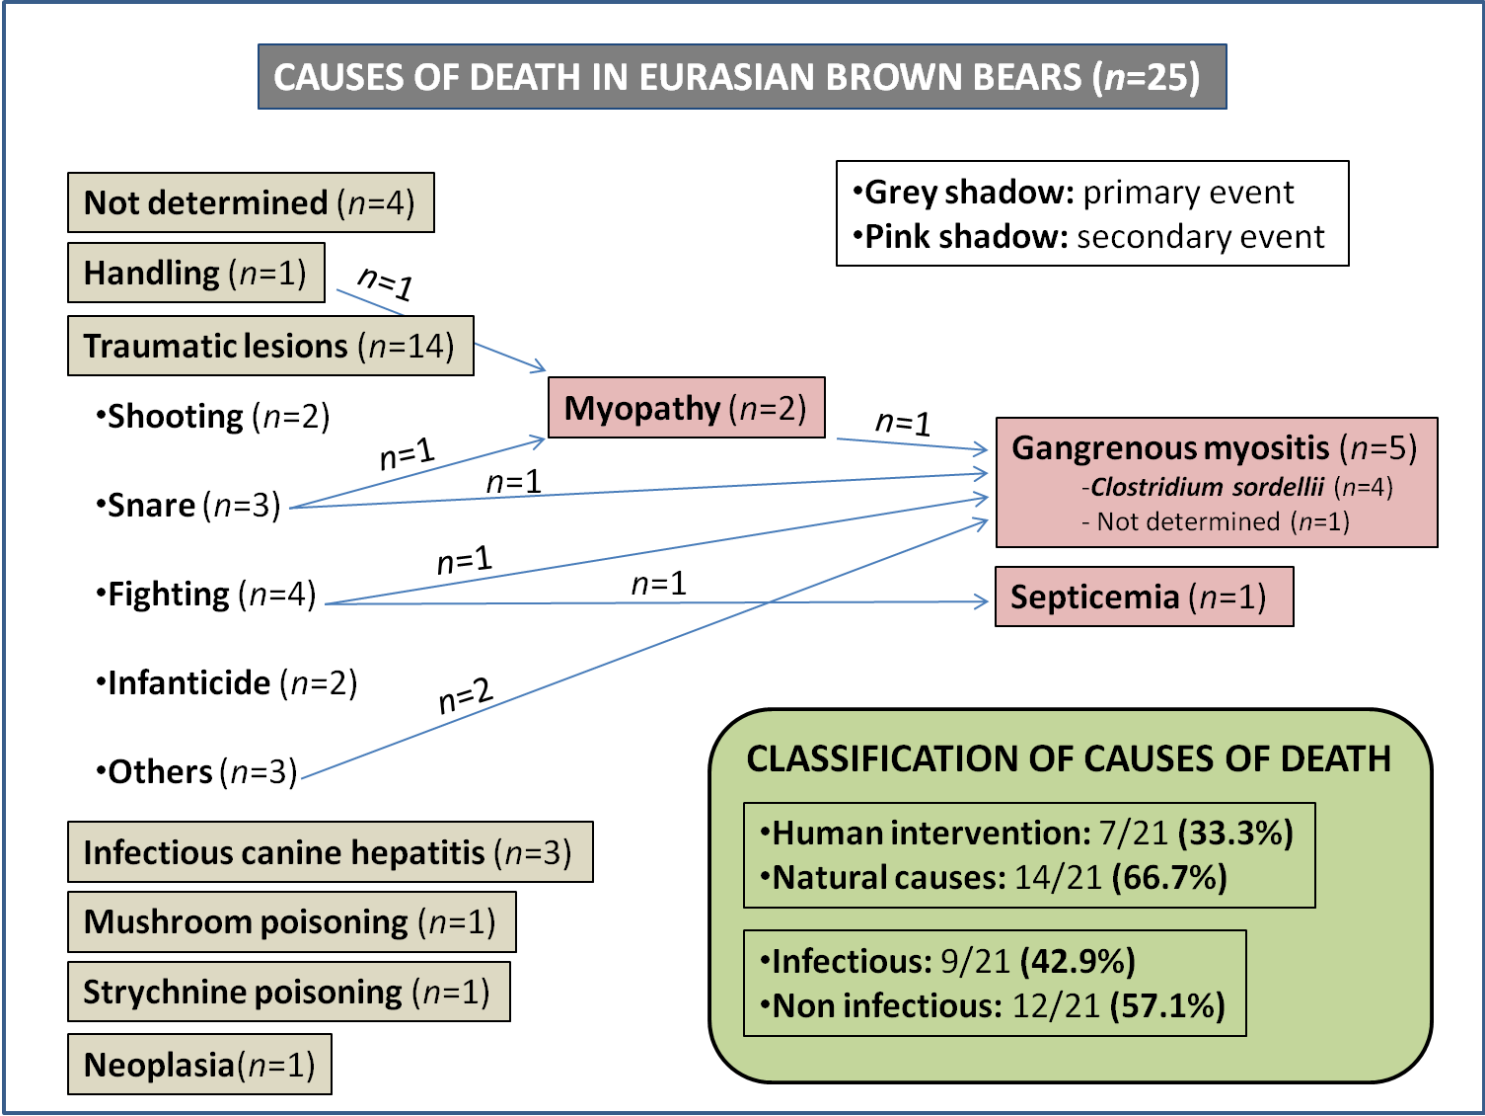 CAUSES OF DEATH IN EURASIAN BROWN BEARS (n=25)
•Grey shadow: primary event
•Pink shadow: secondary event
Not determined (n=4)
Handling (n=1)
n=1
Traumatic lesions (n=14)
•Shooting (n=2)
•Snare (n=3)
•Fighting (n=4)
•Infanticide (n=2)
•Others (n=3)
n=1
n=1
n=1
n=1
n=2
Myopathy (n=2)
n=1
Gangrenous myositis (n=5)
-Clostridium sordellii (n=4)
- Not determined (n=1)
Septicemia (n=1)
Infectious canine hepatitis (n=3)
Mushroom poisoning (n=1)
Strychnine poisoning (n=1)
Neoplasia(n=1)
CLASSIFICATION OF CAUSES OF DEATH
•Human intervention: 7/21 (33.3%)
•Natural causes: 14/21 (66.7%)
•Infectious: 9/21 (42.9%)
•Non infectious: 12/21 (57.1%)